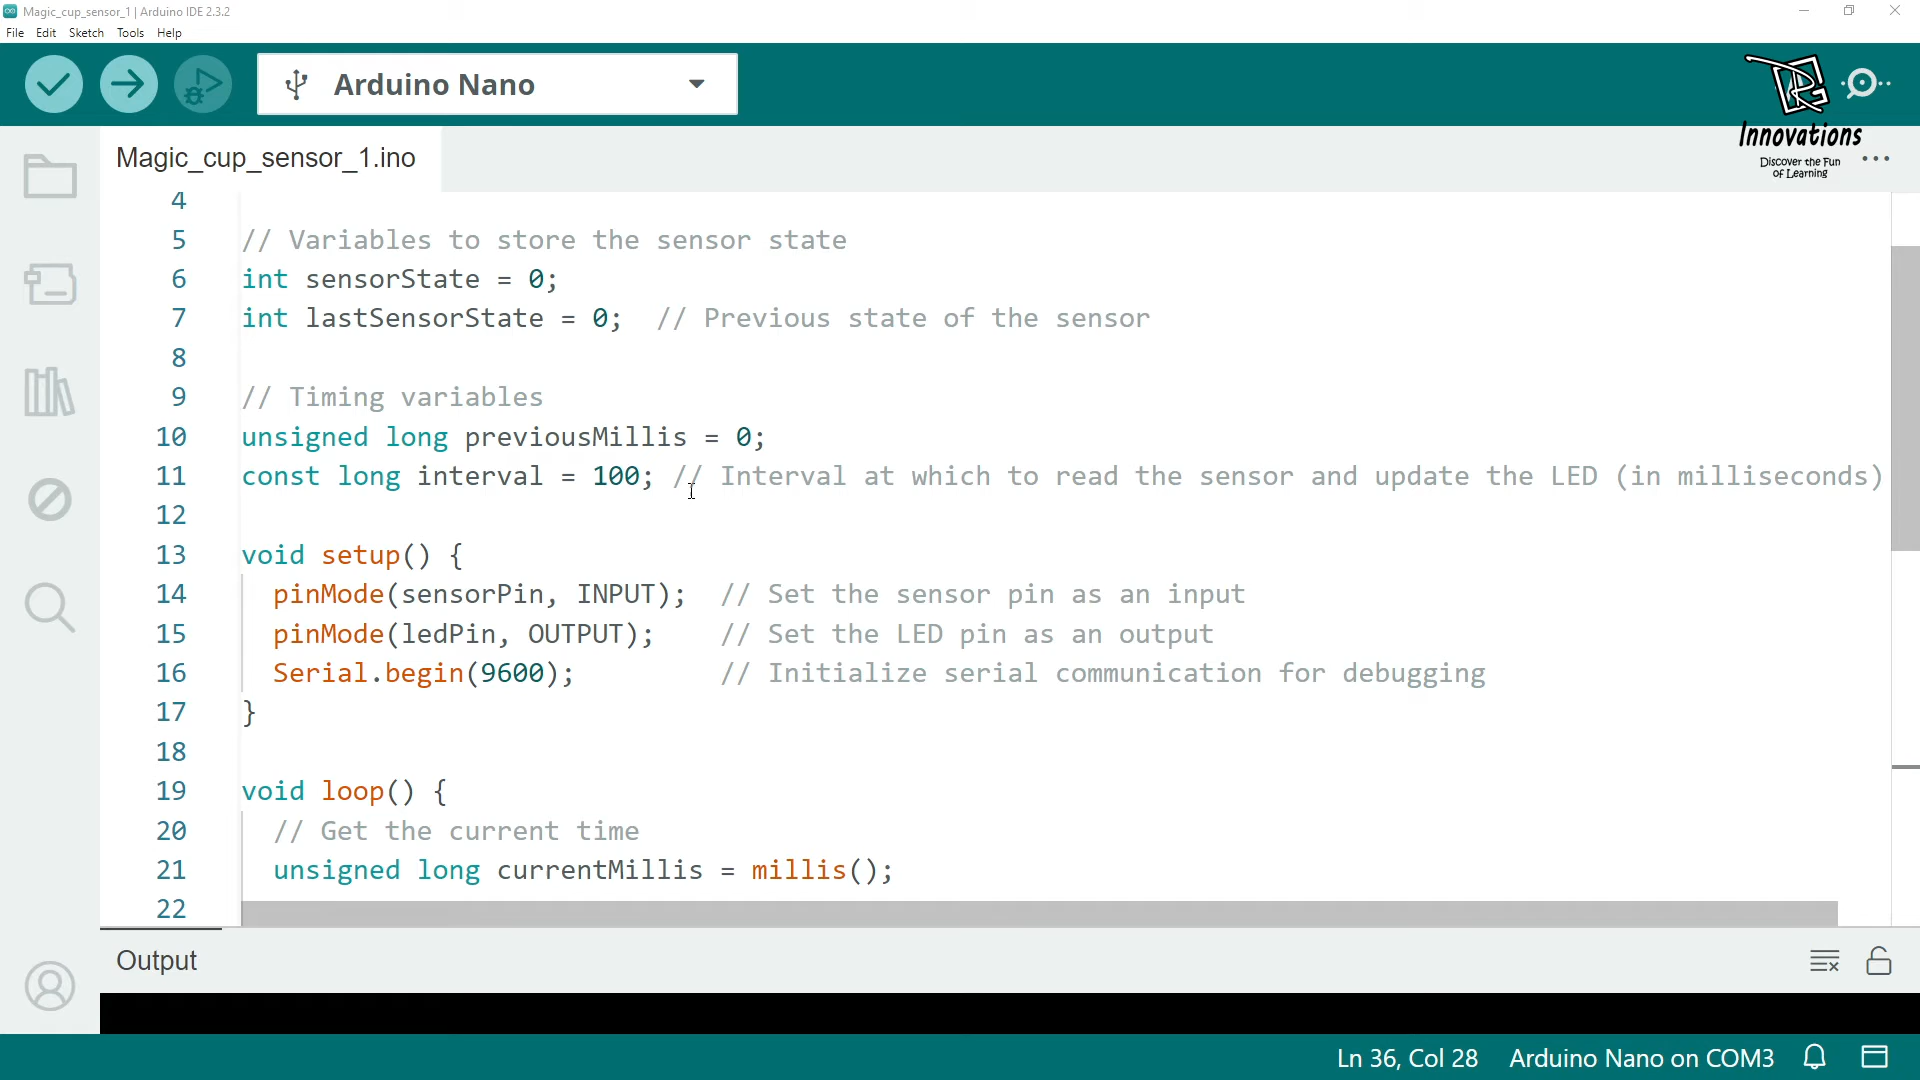 Magic_cup_sensor_1 | Arduino IDE 2.3.2
File Edit Sketch Tools Help
Arduino Nano
Innovations
Discover the Fun
of Learning
Magic_cup_sensor_1.ino
4
5 // Variables to store the sensor state
6 int sensorState = 0;
7 int lastSensorState = 0; // Previous state of the sensor
8
9 // Timing variables
10 unsigned long previousMillis = 0;
11 const long interval = 100; // Interval at which to read the sensor and update the LED (in milliseconds)
12
13 void setup() {
14 pinMode(sensorPin, INPUT); // Set the sensor pin as an input
15 pinMode(ledPin, OUTPUT); // Set the LED pin as an output
16 Serial.begin(9600); // Initialize serial communication for debugging
17 }
18
19 void loop() {
20 // Get the current time
21 unsigned long currentMillis = millis();
22
Output
Ln 36, Col 28 Arduino Nano on COM3